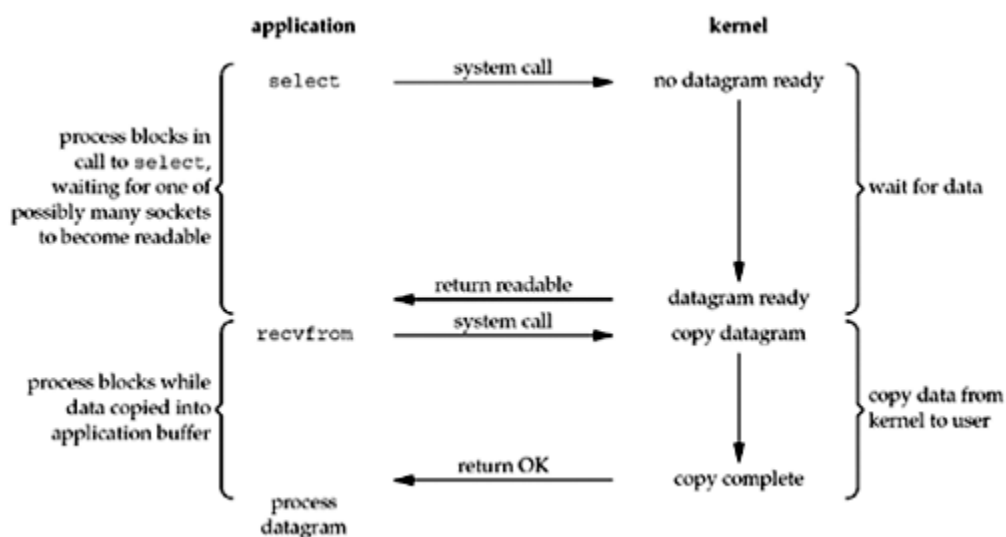 application
kernel
select
system call
no datagram ready
process blocks in
call to select,
waiting for one of
possibly many sockets
to become readable
wait for data
return readable
datagram ready
recvfrom
system call
copy datagram
process blocks while
data copied into
application buffer
copy data from
kernel to user
return OK
copy complete
process
datagram